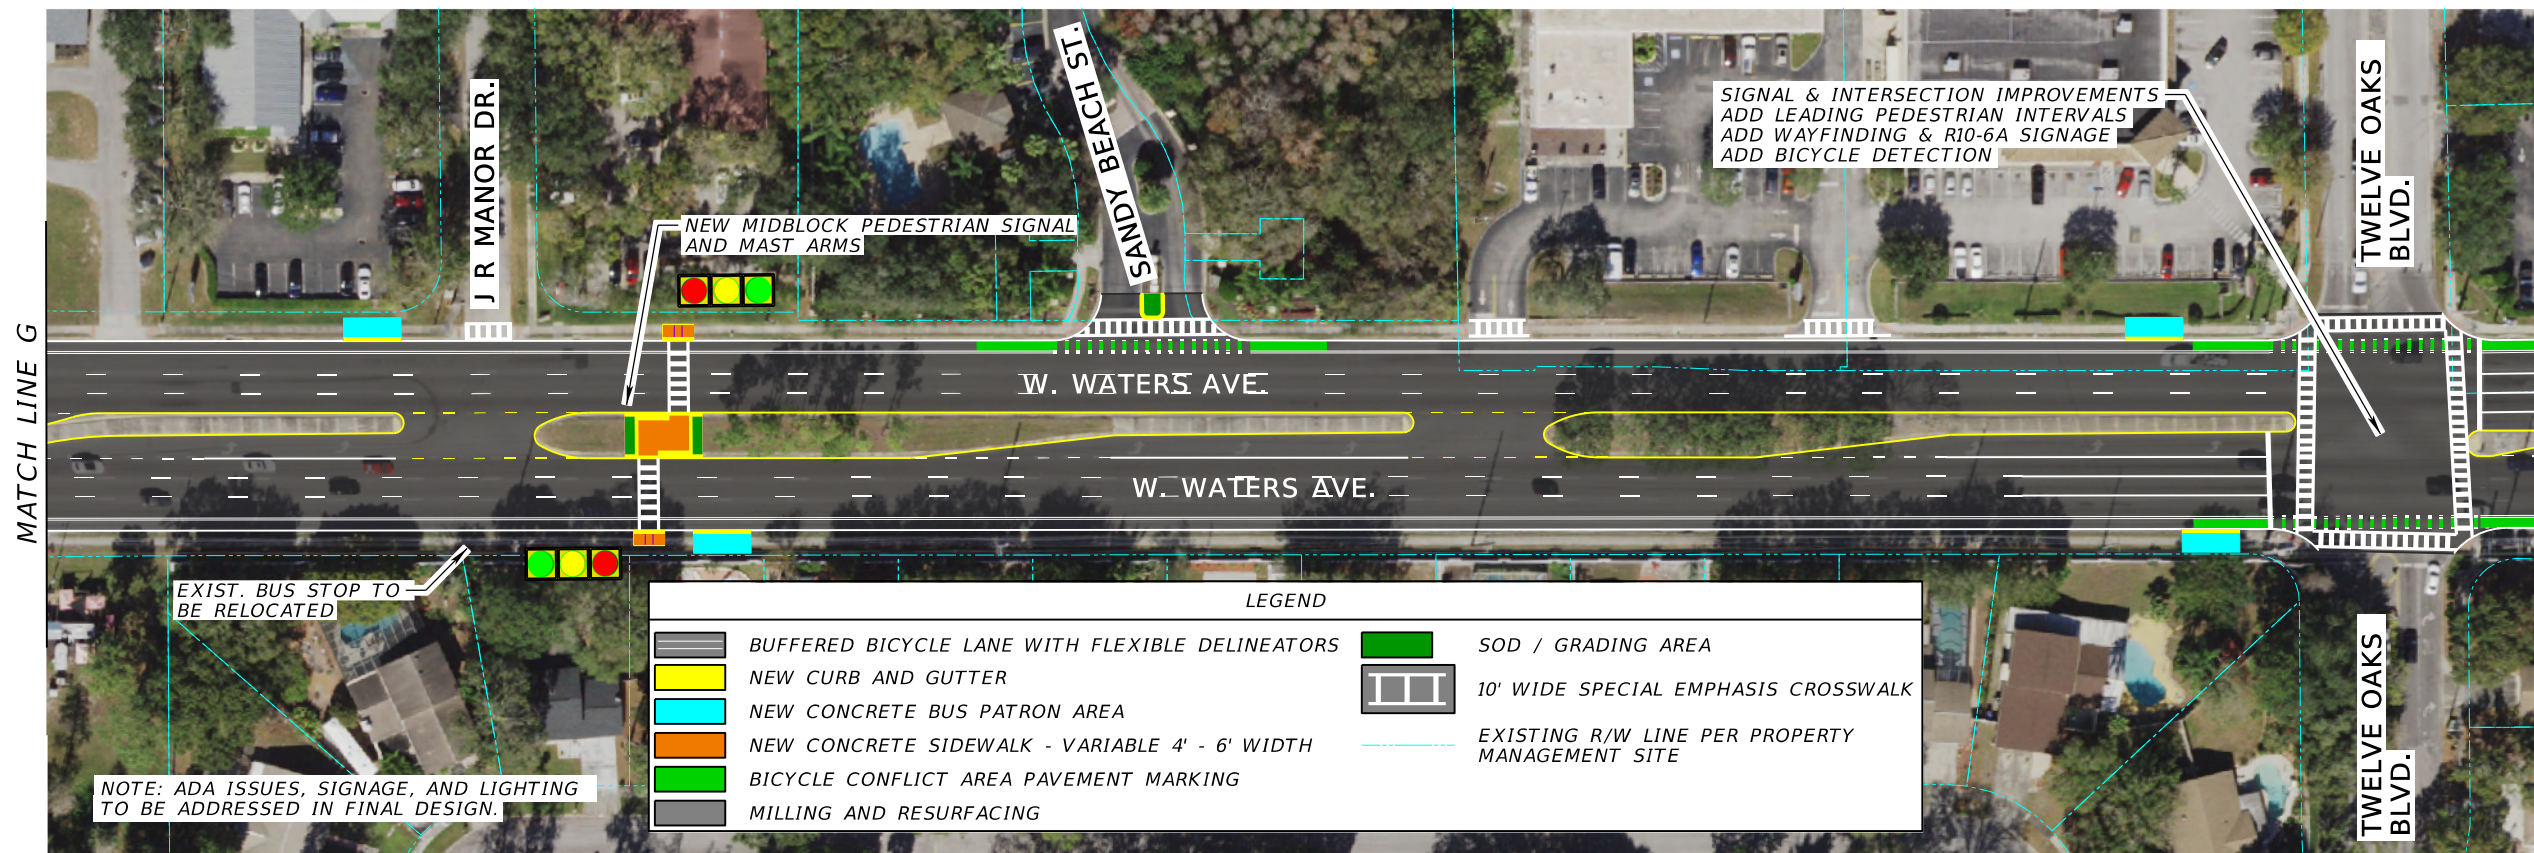 MATCH LINE G
J R MANOR DR.
NEW MIDBLOCK PEDESTRIAN SIGNAL
AND MAST ARMS
SANDY BEACH ST.
SIGNAL & INTERSECTION IMPROVEMENTS
ADD LEADING PEDESTRIAN INTERVALS
ADD WAYFINDING & R10-6A SIGNAGE
ADD BICYCLE DETECTION
TWELVE OAKS
BLVD.
W. WATERS AVE.
W. WATERS AVE.
EXIST. BUS STOP TO
BE RELOCATED
LEGEND
BUFFERED BICYCLE LANE WITH FLEXIBLE DELINEATORS
NEW CURB AND GUTTER
NEW CONCRETE BUS PATRON AREA
NEW CONCRETE SIDEWALK - VARIABLE 4' - 6' WIDTH
BICYCLE CONFLICT AREA PAVEMENT MARKING
MILLING AND RESURFACING
SOD / GRADING AREA
10' WIDE SPECIAL EMPHASIS CROSSWALK
EXISTING R/W LINE PER PROPERTY
MANAGEMENT SITE
NOTE: ADA ISSUES, SIGNAGE, AND LIGHTING
TO BE ADDRESSED IN FINAL DESIGN.
TWELVE OAKS
BLVD.